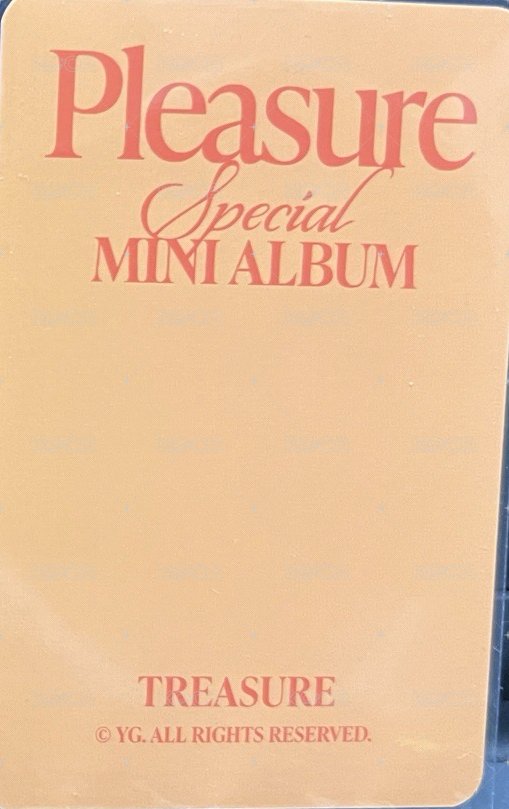 Pleasure
Special
MINI ALBUM
TREASURE
© YG. ALL RIGHTS RESERVED.